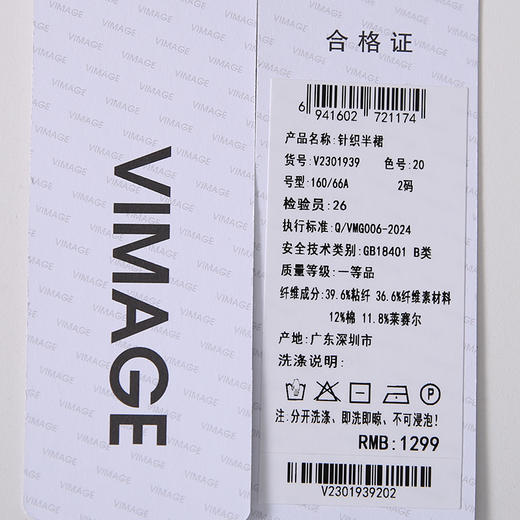 VIMAGE
合格证
6 941602 721174
产品名称:针织半裙
货号:V2301939 色号:20
号型:160/66A 2码
检验员:26
执行标准:Q/VMG006-2024
安全技术类别:GB18401 B类
质量等级:一等品
纤维成分:39.6%粘纤 36.6%纤维素材料
12%棉 11.8%莱赛尔
产地:广东深圳市
洗涤说明:
P
注.分开洗涤、即洗即晾、不可浸泡!
RMB:1299
V2301939202